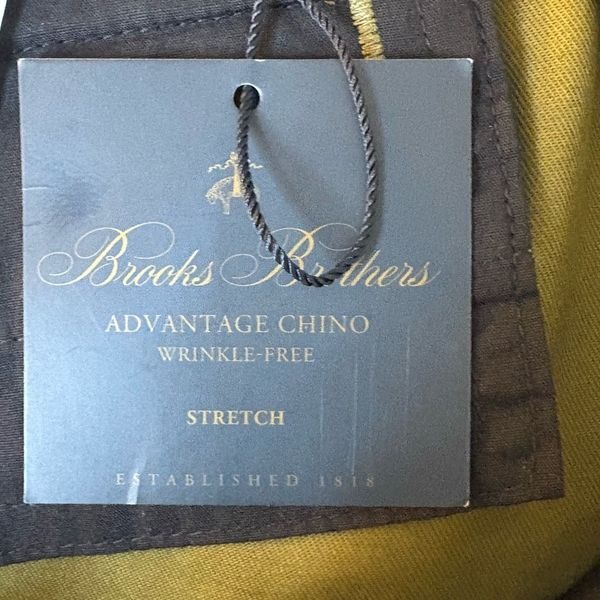 Brooks Brothers
ADVANTAGE CHINO
WRINKLE-FREE
STRETCH
ESTABLISHED 1818